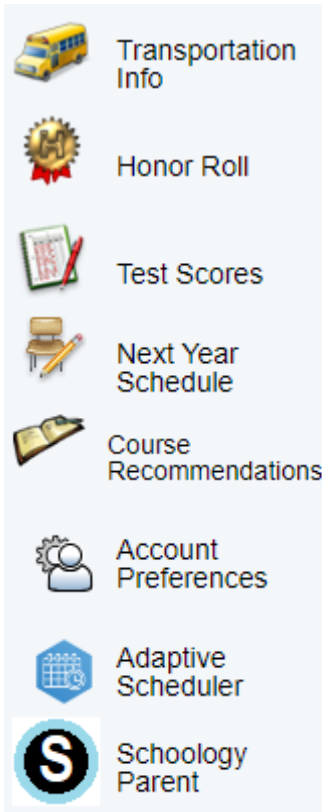 Transportation
Info
H
Honor Roll
Test Scores
Next Year
Schedule
Course
Recommendations
Account
Preferences
Adaptive
Scheduler
S
Schoology
Parent